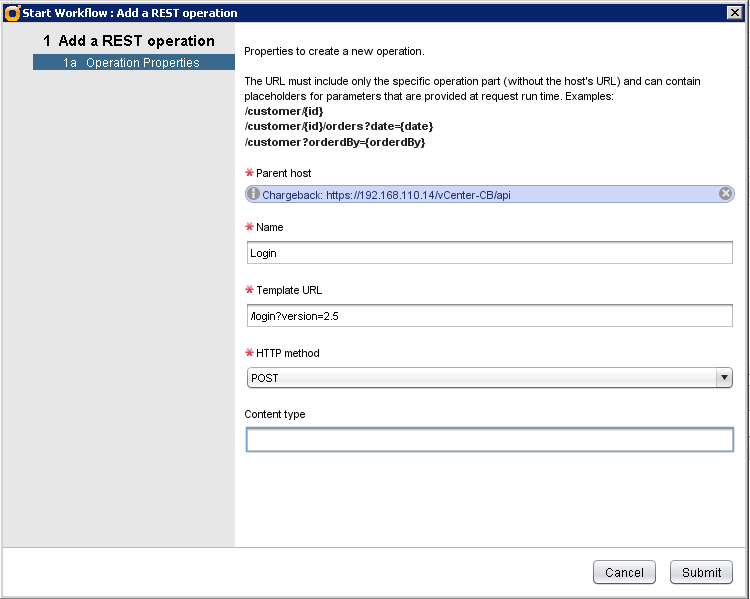 Start Workflow : Add a REST operation
1 Add a REST operation
1a Operation Properties
Properties to create a new operation.
The URL must include only the specific operation part (without the host's URL) and can contain
placeholders for parameters that are provided at request run time. Examples:
/customer/{id}
/customer/{id}/orders?date={date}
/customer?orderdBy={orderdBy}
* Parent host
Chargeback: https://192.168.110.14/vCenter-CB/api
* Name
Login
* Template URL
/login?version=2.5
* HTTP method
POST
Content type
Cancel Submit